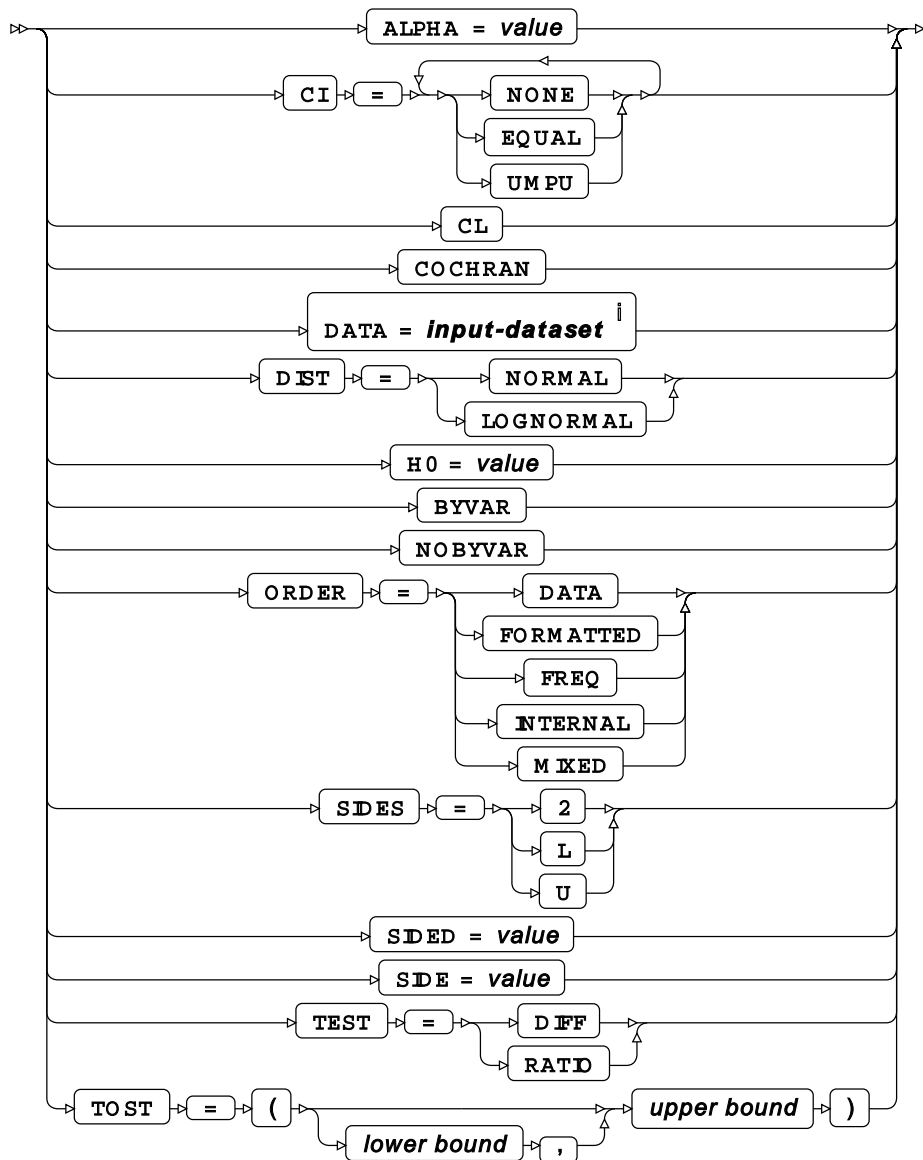 ALPHA = value
CI = NONE
EQUAL
UMPU
CL
COCHRAN
DATA = input-dataset i
DIST = NORMAL
LOGNORMAL
H0 = value
BYVAR
NOBYVAR
ORDER = DATA
FORMATTED
FREQ
INTERNAL
MIXED
SIDES = 2
L
U
SIDED = value
SIDE = value
TEST = DIFF
RATIO
TOST = ( upper bound )
lower bound ,